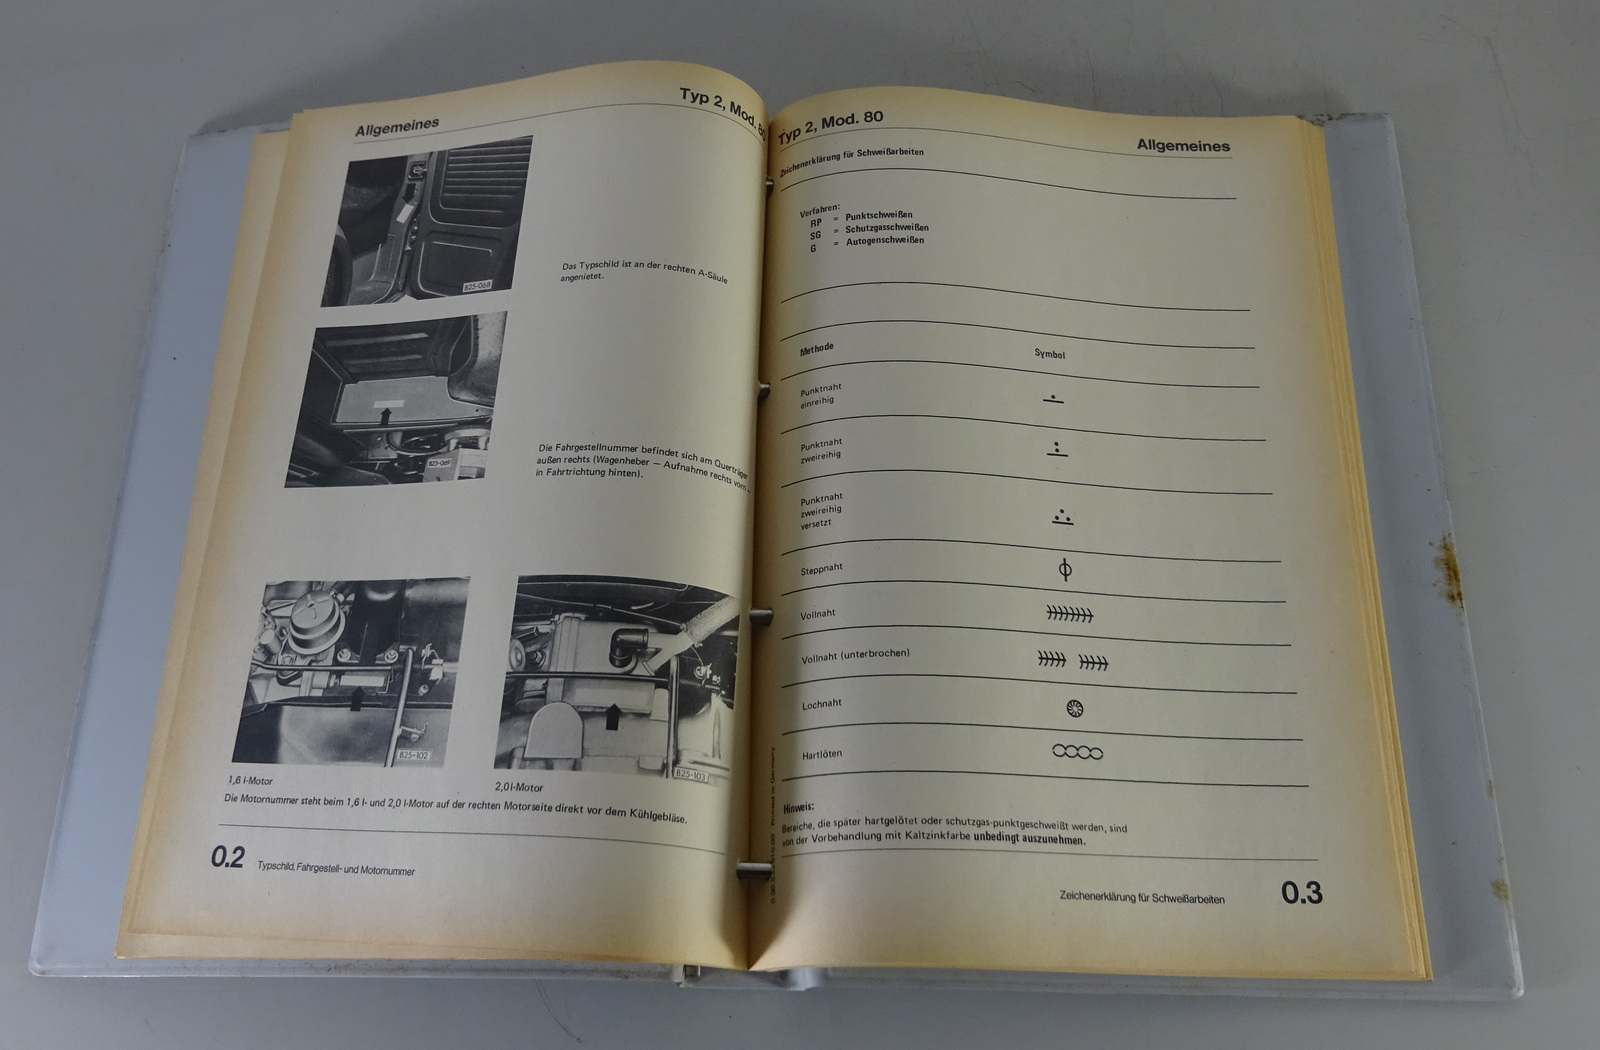 Allgemeines
Typ 2, Mod. 80
B25-068
Das Typschild ist an der rechten A-Säule
angenietet.
B25-069
Die Fahrgestellnummer befindet sich am Querträger
außen rechts (Wagenheber — Aufnahme rechts vorn —
in Fahrtrichtung hinten).
B25-102
B25-103
1,6 l-Motor
2,0 l-Motor
Die Motornummer steht beim 1,6 l- und 2,0 l-Motor auf der rechten Motorseite direkt vor dem Kühlgebläse.
0.2 Typschild, Fahrgestell- und Motornummer
Typ 2, Mod. 80
Allgemeines
Zeichenerklärung für Schweißarbeiten
Verfahren:
RP = Punktschweißen
SG = Schutzgasschweißen
G = Autogenschweißen
Methode Symbol
Punktnaht
einreihig
Punktnaht
zweireihig
Punktnaht
zweireihig
versetzt
Steppnaht
Vollnaht
Vollnaht (unterbrochen)
Lochnaht
Hartlöten
Hinweis:
Bereiche, die später hartgelötet oder schutzgas-punktgeschweißt werden, sind
von der Vorbehandlung mit Kaltzinkfarbe unbedingt auszunehmen.
Printed in Germany
Zeichenerklärung für Schweißarbeiten 0.3